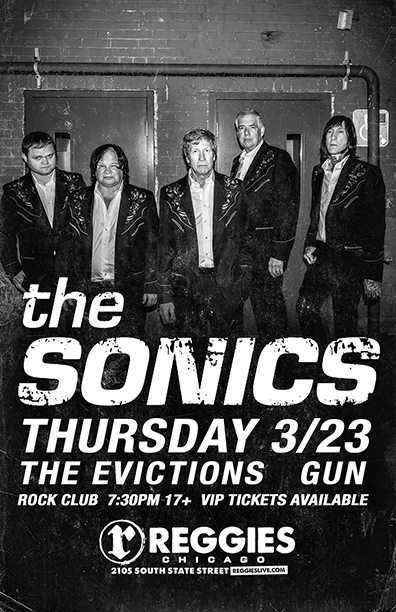 the
SONICS
THURSDAY 3/23
THE EVICTIONS GUN
ROCK CLUB 7:30PM 17+ VIP TICKETS AVAILABLE
r REGGIES
CHICAGO
2105 SOUTH STATE STREET REGGIESLIVE.COM